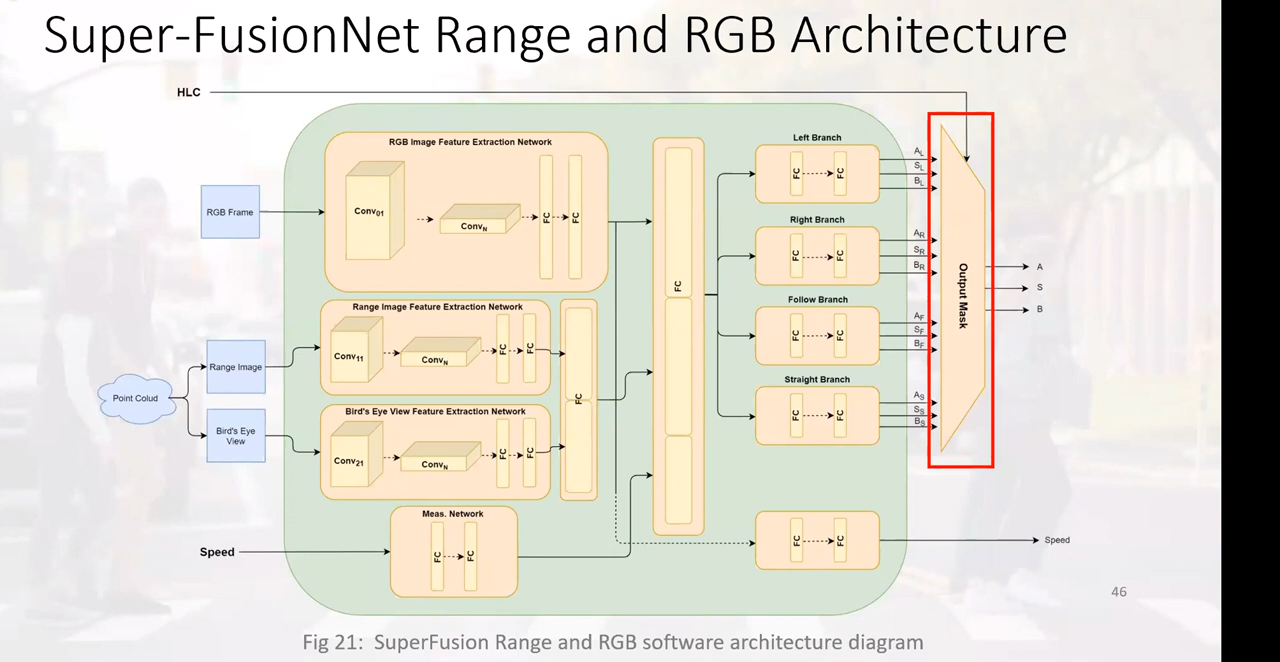 Super-FusionNet Range and RGB Architecture
HLC
RGB Image Feature Extraction Network
RGB Frame
Conv01
ConvN
FC
FC
Range Image Feature Extraction Network
Range Image
Conv11
ConvN
FC
FC
Point Colud
Bird's Eye
View
Bird's Eye View Feature Extraction Network
Conv21
ConvN
FC
FC
FC
Meas. Network
Speed
FC
FC
FC
Left Branch
FC
FC
AL
SL
BL
Right Branch
FC
FC
AR
SR
BR
Follow Branch
FC
FC
AF
SF
BF
Straight Branch
FC
FC
AS
SS
BS
Output Mask
A
S
B
FC
FC
Speed
46
Fig 21: SuperFusion Range and RGB software architecture diagram